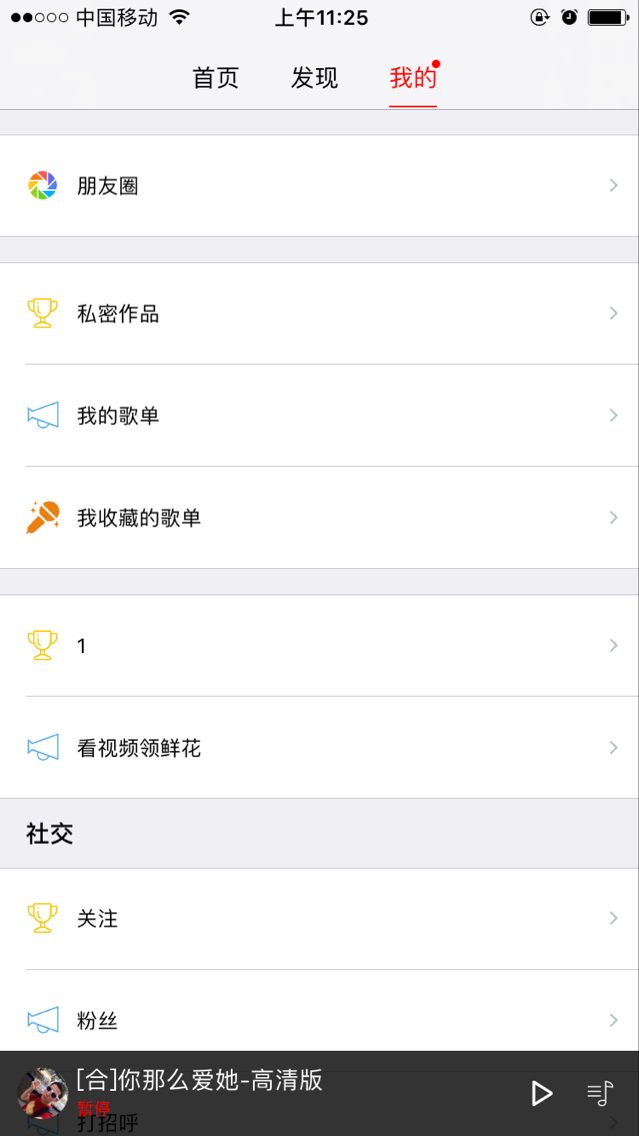 中国移动 上午11:25
首页 发现 我的
朋友圈
私密作品
我的歌单
我收藏的歌单
1
看视频领鲜花
社交
关注
粉丝
[合]你那么爱她-高清版
暂停
打招呼